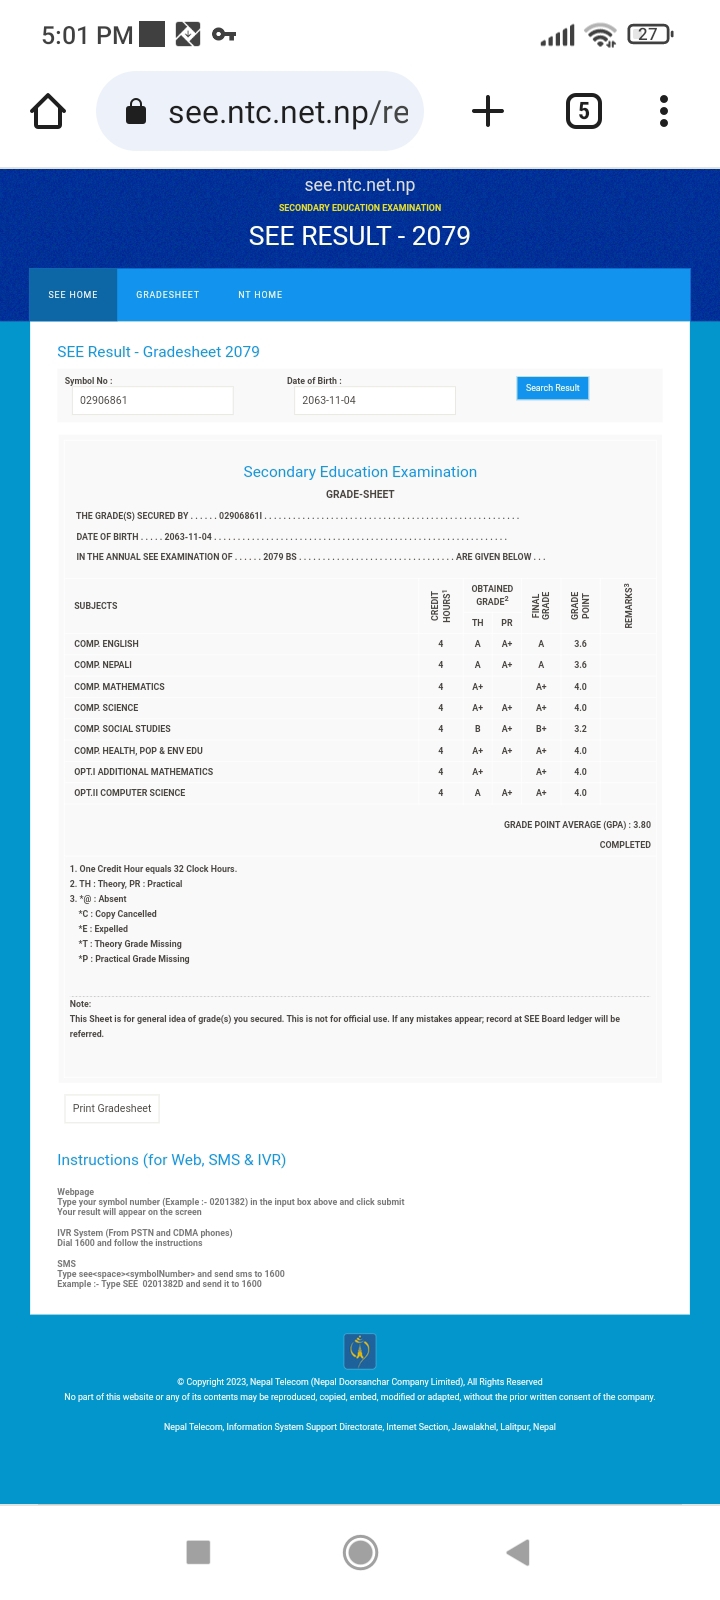 5:01 PM
27
see.ntc.net.np/re
5
see.ntc.net.np
SECONDARY EDUCATION EXAMINATION
SEE RESULT - 2079
SEE HOME GRADESHEET NT HOME
SEE Result - Gradesheet 2079
Symbol No : Date of Birth :
02906861 2063-11-04 Search Result
Secondary Education Examination
GRADE-SHEET
THE GRADE(S) SECURED BY . . . . . . 02906861I . . . . . . . . . . . . . . . . . . . . . . . . . . . . . . . . . . . . . . . . . . . . . . . . . . . . . .
DATE OF BIRTH . . . . . 2063-11-04 . . . . . . . . . . . . . . . . . . . . . . . . . . . . . . . . . . . . . . . . . . . . . . . . . . . . . . . . . . . . . .
IN THE ANNUAL SEE EXAMINATION OF . . . . . . 2079 BS . . . . . . . . . . . . . . . . . . . . . . . . . . . . . . . . . ARE GIVEN BELOW . . .
SUBJECTS CREDIT HOURS1 OBTAINED GRADE2 FINAL GRADE GRADE POINT REMARKS3
TH PR
COMP. ENGLISH 4 A A+ A 3.6
COMP. NEPALI 4 A A+ A 3.6
COMP. MATHEMATICS 4 A+ A+ 4.0
COMP. SCIENCE 4 A+ A+ A+ 4.0
COMP. SOCIAL STUDIES 4 B A+ B+ 3.2
COMP. HEALTH, POP & ENV EDU 4 A+ A+ A+ 4.0
OPT.I ADDITIONAL MATHEMATICS 4 A+ A+ 4.0
OPT.II COMPUTER SCIENCE 4 A A+ A+ 4.0
GRADE POINT AVERAGE (GPA) : 3.80
COMPLETED
1. One Credit Hour equals 32 Clock Hours.
2. TH : Theory, PR : Practical
3. *@ : Absent
*C : Copy Cancelled
*E : Expelled
*T : Theory Grade Missing
*P : Practical Grade Missing
Note:
This Sheet is for general idea of grade(s) you secured. This is not for official use. If any mistakes appear; record at SEE Board ledger will be
referred.
Print Gradesheet
Instructions (for Web, SMS & IVR)
Webpage
Type your symbol number (Example :- 0201382) in the input box above and click submit
Your result will appear on the screen
IVR System (From PSTN and CDMA phones)
Dial 1600 and follow the instructions
SMS
Type see<space><symbolNumber> and send sms to 1600
Example :- Type SEE 0201382D and send it to 1600
© Copyright 2023, Nepal Telecom (Nepal Doorsanchar Company Limited), All Rights Reserved
No part of this website or any of its contents may be reproduced, copied, embed, modified or adapted, without the prior written consent of the company.
Nepal Telecom, Information System Support Directorate, Internet Section, Jawalakhel, Lalitpur, Nepal